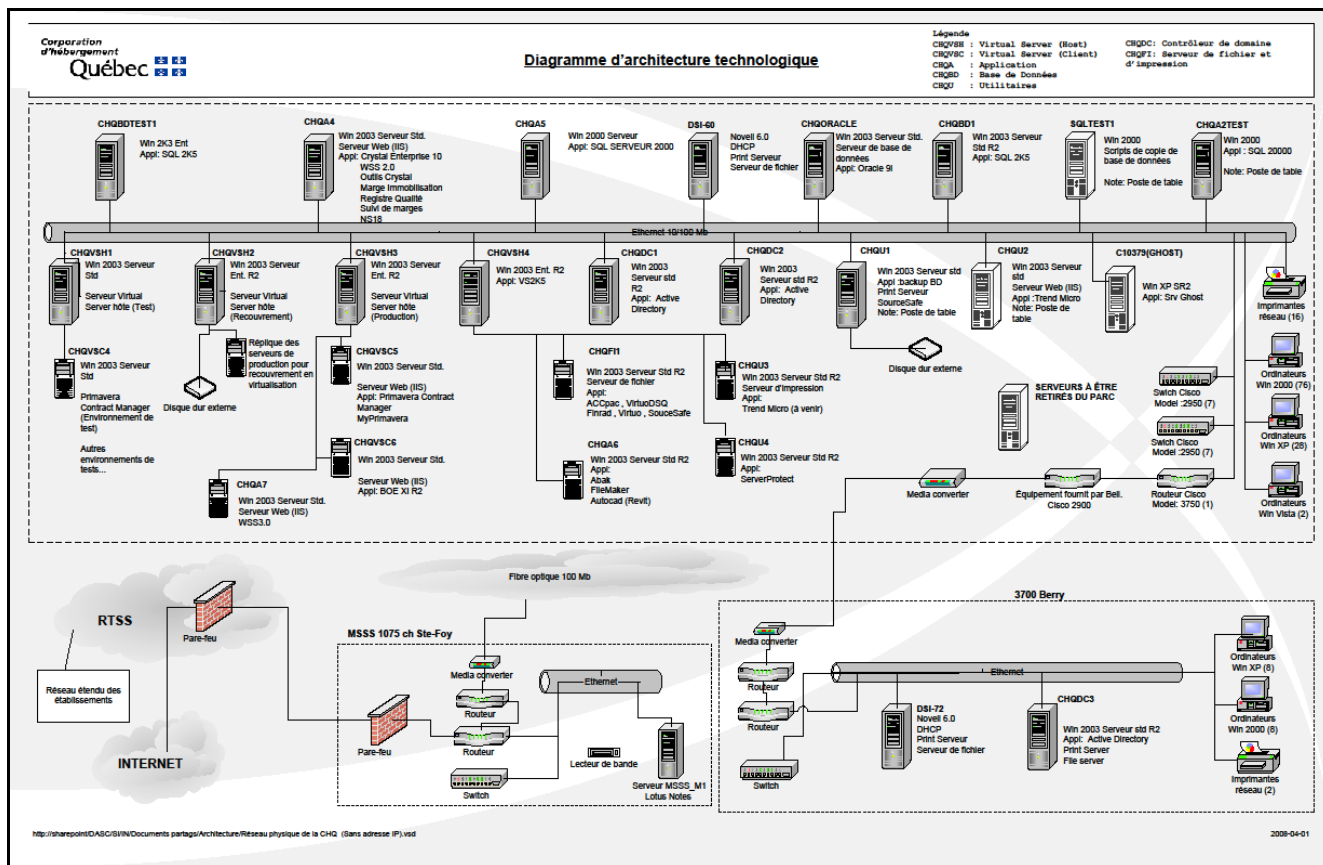 Corporation
d'hébergement
Québec
Diagramme d'architecture technologique
Légende
CHQVSH : Virtual Server (Host)
CHQVSC : Virtual Server (Client)
CHQA : Application
CHQBD : Base de Données
CHQU : Utilitaires
CHQDC: Contrôleur de domaine
CHQFI: Serveur de fichier et
d'impression
CHQBDTEST1
Win 2K3 Ent
Appl: SQL 2K5
CHQA4
Win 2003 Serveur Std.
Serveur Web (IIS)
Appl: Crystal Enterprise 10
WSS 2.0
Outils Crystal
Marge Immobilisation
Registre Qualité
Suivi de marges
NS18
CHQA5
Win 2000 Serveur
Appl: SQL SERVEUR 2000
DSI-60
Novell 6.0
DHCP
Print Serveur
Serveur de fichier
CHQORACLE
Win 2003 Serveur Std.
Serveur de base de
données
Appl: Oracle 9i
CHQBD1
Win 2003 Serveur
Std R2
Appl: SQL 2K5
SQLTEST1
Win 2000
Scripts de copie de
base de données
Note: Poste de table
CHQA2TEST
Win 2000
Appl : SQL 20000
Note: Poste de table
Ethernet 10/100 Mb
CHQVSH1
Win 2003 Serveur
Std
Serveur Virtual
Server hôte (Test)
CHQVSH2
Win 2003 Serveur
Ent. R2
Serveur Virtual
Server hôte
(Recouvrement)
CHQVSH3
Win 2003 Serveur
Ent. R2
Serveur Virtual
Server hôte
(Production)
CHQVSH4
Win 2003 Ent. R2
Appl: VS2K5
CHQDC1
Win 2003
Serveur std
R2
Appl: Active
Directory
CHQDC2
Win 2003
Serveur std R2
Appl: Active
Directory
CHQU1
Win 2003 Serveur std
Appl :backup BD
Print Server
SourceSafe
Note: Poste de table
CHQU2
Win 2003 Serveur
std
Serveur Web (IIS)
Appl :Trend Micro
Note: Poste de
table
C10379(GHOST)
Win XP SR2
Appl: Srv Ghost
Imprimantes
réseau (16)
CHQVSC4
Win 2003 Serveur
Std
Primavera
Contract Manager
(Environnement de
test)
Autres
environnements de
tests...
Disque dur externe
Réplique des
serveurs de
production pour
recouvrement en
virtualisation
CHQVSC5
Win 2003 Serveur Std.
Serveur Web (IIS)
Appl: Primavera Contract
Manager
MyPrimavera
CHQFI1
Win 2003 Serveur Std R2
Serveur de fichier
Appl:
ACCpac , VirtuoDSQ
Finrad , Virtuo , SouceSafe
CHQU3
Win 2003 Serveur Std R2
Serveur d'impression
Appl:
Trend Micro (à venir)
Disque dur externe
SERVEURS À ÊTRE
RETIRÉS DU PARC
Swich Cisco
Model :2950 (7)
Ordinateurs
Win 2000 (76)
Swich Cisco
Model :2950 (7)
Ordinateurs
Win XP (28)
CHQVSC6
Win 2003 Serveur Std.
Serveur Web (IIS)
Appl: BOE XI R2
CHQA7
Win 2003 Serveur Std.
Serveur Web (IIS)
WSS3.0
CHQA6
Win 2003 Serveur Std R2
Appl:
Abak
FileMaker
Autocad (Revit)
CHQU4
Win 2003 Serveur Std R2
Appl:
ServerProtect
Media converter
Équipement fournit par Bell.
Cisco 2900
Routeur Cisco
Model: 3750 (1)
Ordinateurs
Win Vista (2)
Fibre optique 100 Mb
RTSS
Pare-feu
Réseau étendu des
établissements
INTERNET
MSSS 1075 ch Ste-Foy
Media converter
Ethernet
Routeur
Pare-feu
Routeur
Lecteur de bande
Switch
Serveur MSSS_M1
Lotus Notes
3700 Berry
Media converter
Routeur
Ethernet
Routeur
Switch
DSI-72
Novell 6.0
DHCP
Print Serveur
Serveur de fichier
CHQDC3
Win 2003 Serveur std R2
Appl: Active Directory
Print Server
File server
Ordinateurs
Win XP (8)
Ordinateurs
Win 2000 (8)
Imprimantes
réseau (2)
http://sharepoint/DASC/SI/IN/Documents partags/Architecture/Réseau physique de la CHQ (Sans adresse IP).vsd
2008-04-01